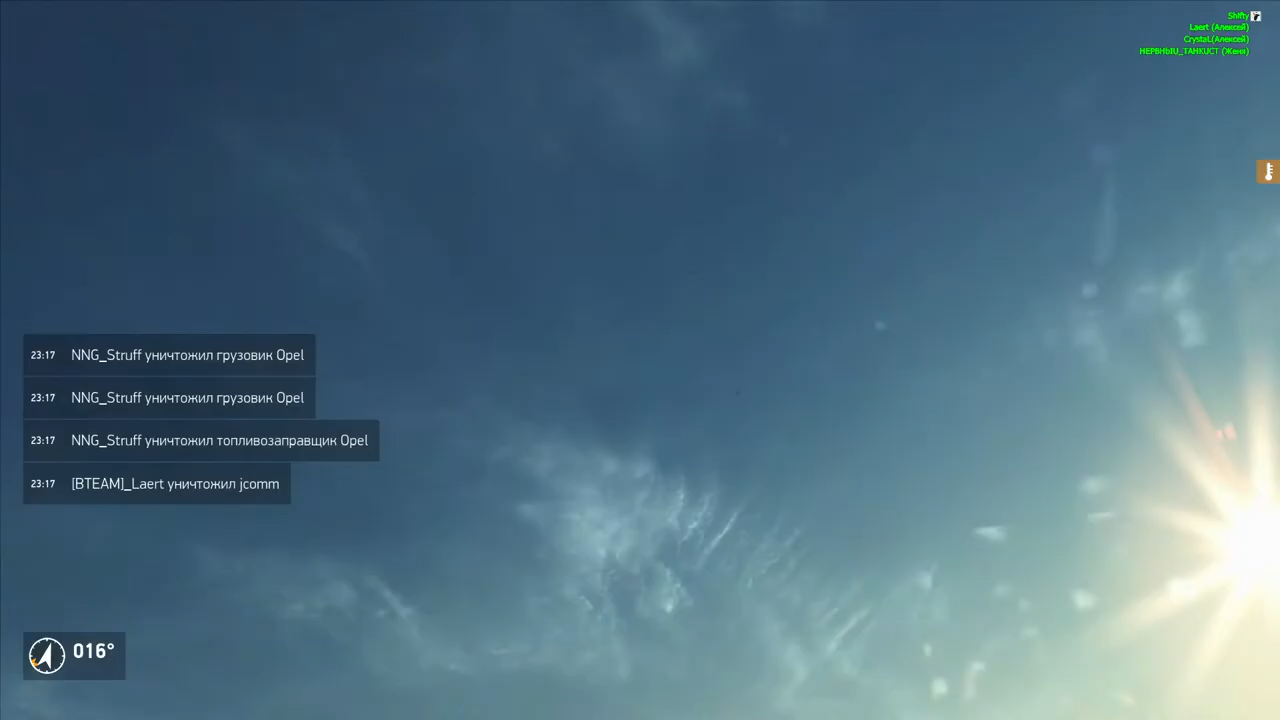 Shifty
Laert (Алексей)
CrystaL(Алексей)
НЕРВНЫЙ_ТАНКИСТ (Женя)
23:17 NNG_Struff уничтожил грузовик Opel
23:17 NNG_Struff уничтожил грузовик Opel
23:17 NNG_Struff уничтожил топливозаправщик Opel
23:17 [BTEAM]_Laert уничтожил jcomm
016°